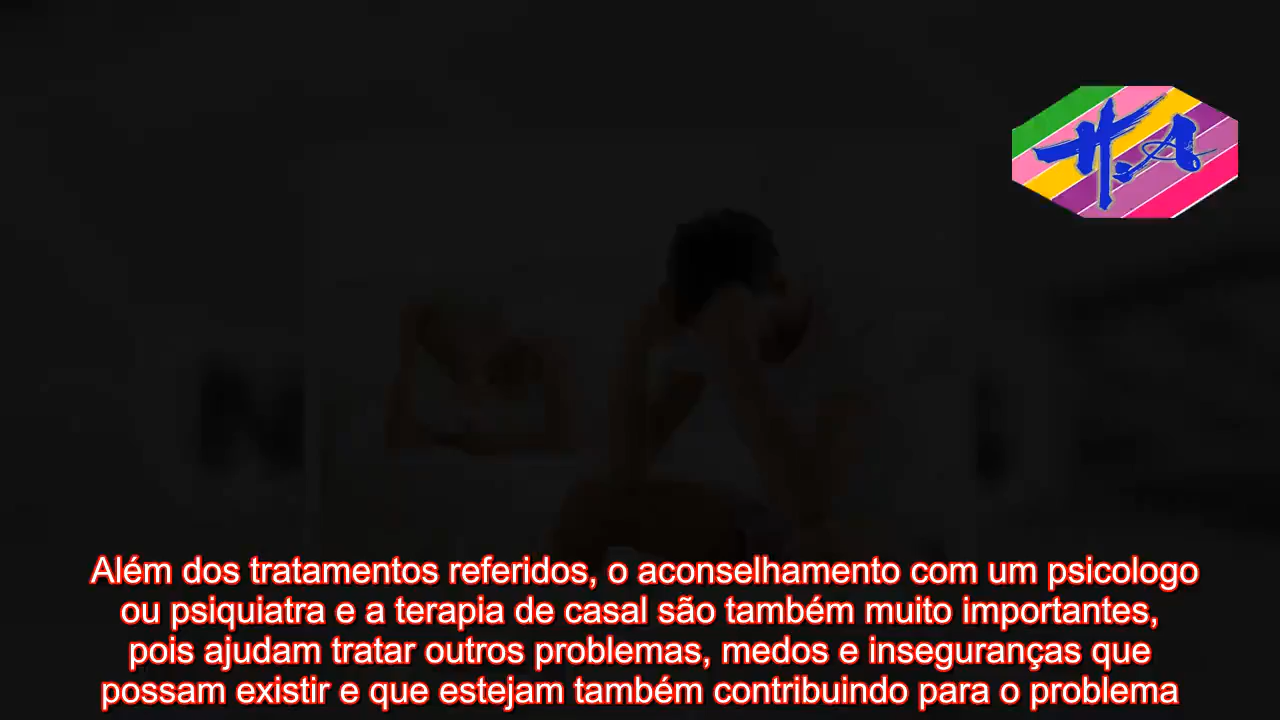 H.A
Além dos tratamentos referidos, o aconselhamento com um psicologo
ou psiquiatra e a terapia de casal são também muito importantes,
pois ajudam tratar outros problemas, medos e inseguranças que
possam existir e que estejam também contribuindo para o problema